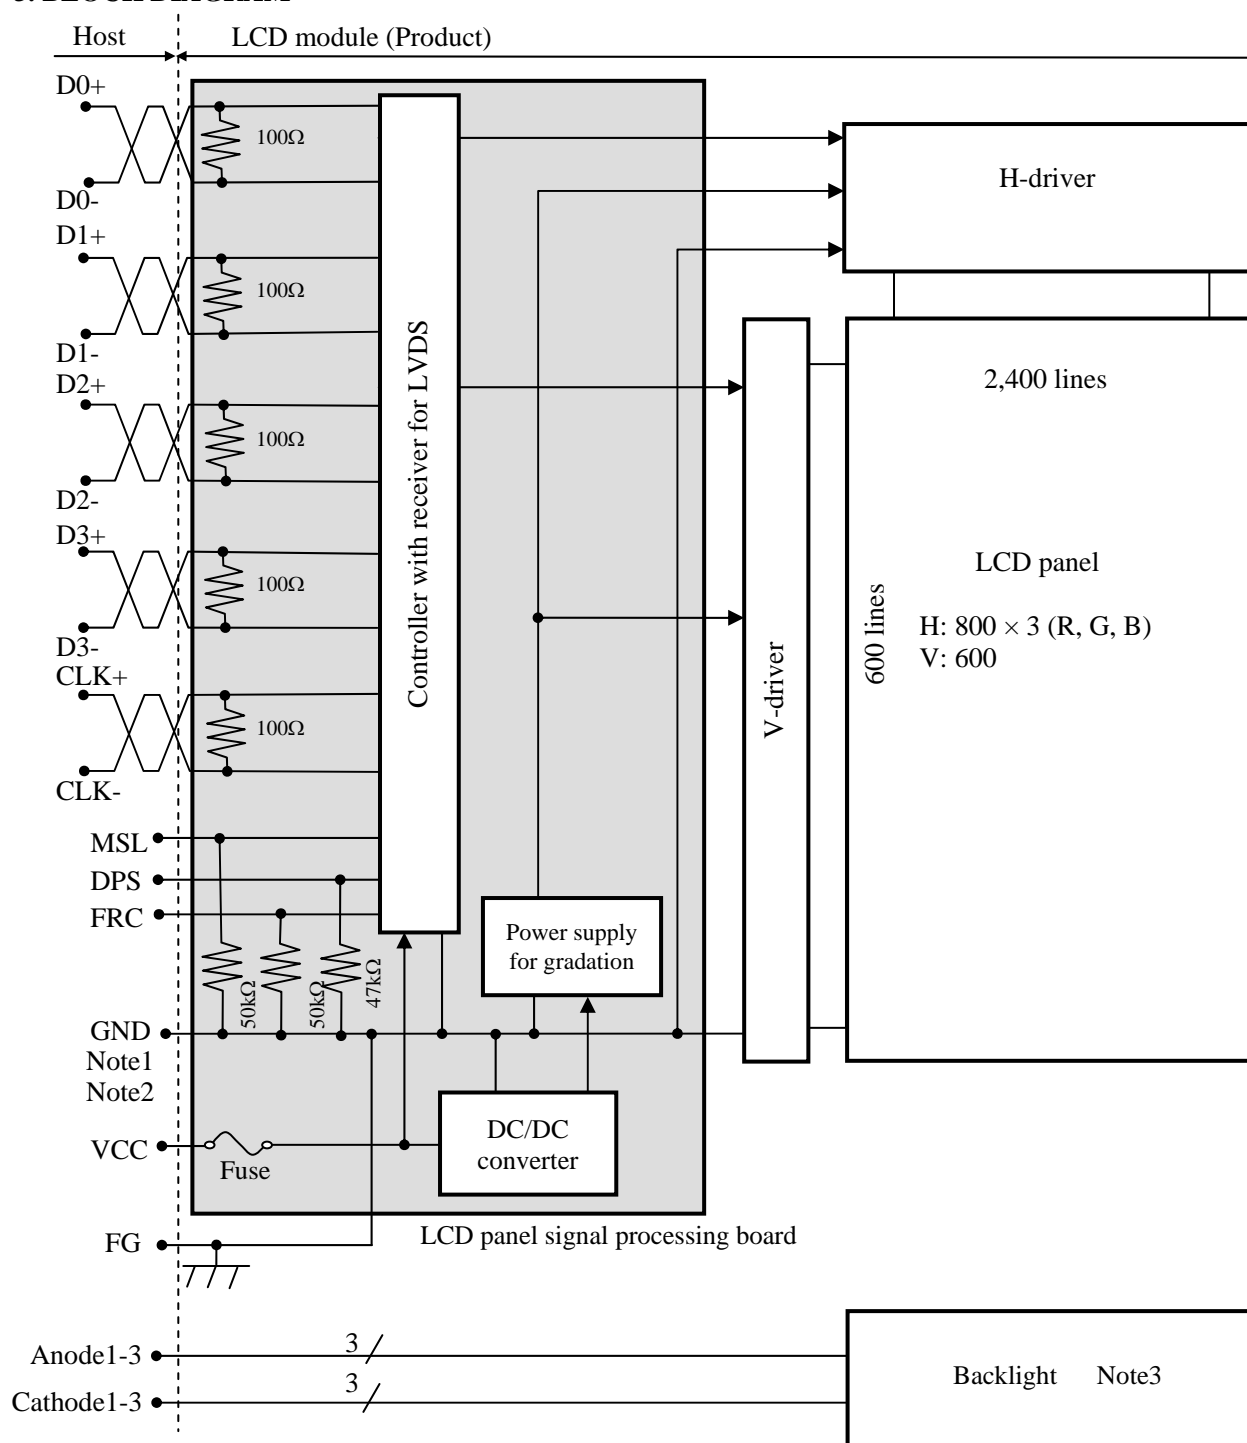 Host
LCD module (Product)
D0+
100Ω
D0-
D1+
100Ω
D1-
D2+
100Ω
D2-
D3+
100Ω
D3-
CLK+
100Ω
CLK-
MSL
DPS
FRC
50kΩ
50kΩ
47kΩ
GND
Note1
Note2
VCC
Fuse
FG
Controller with receiver for LVDS
Power supply
for gradation
DC/DC
converter
LCD panel signal processing board
H-driver
V-driver
2,400 lines
600 lines
LCD panel
H: 800 × 3 (R, G, B)
V: 600
Anode1-3
3
Cathode1-3
3
Backlight Note3